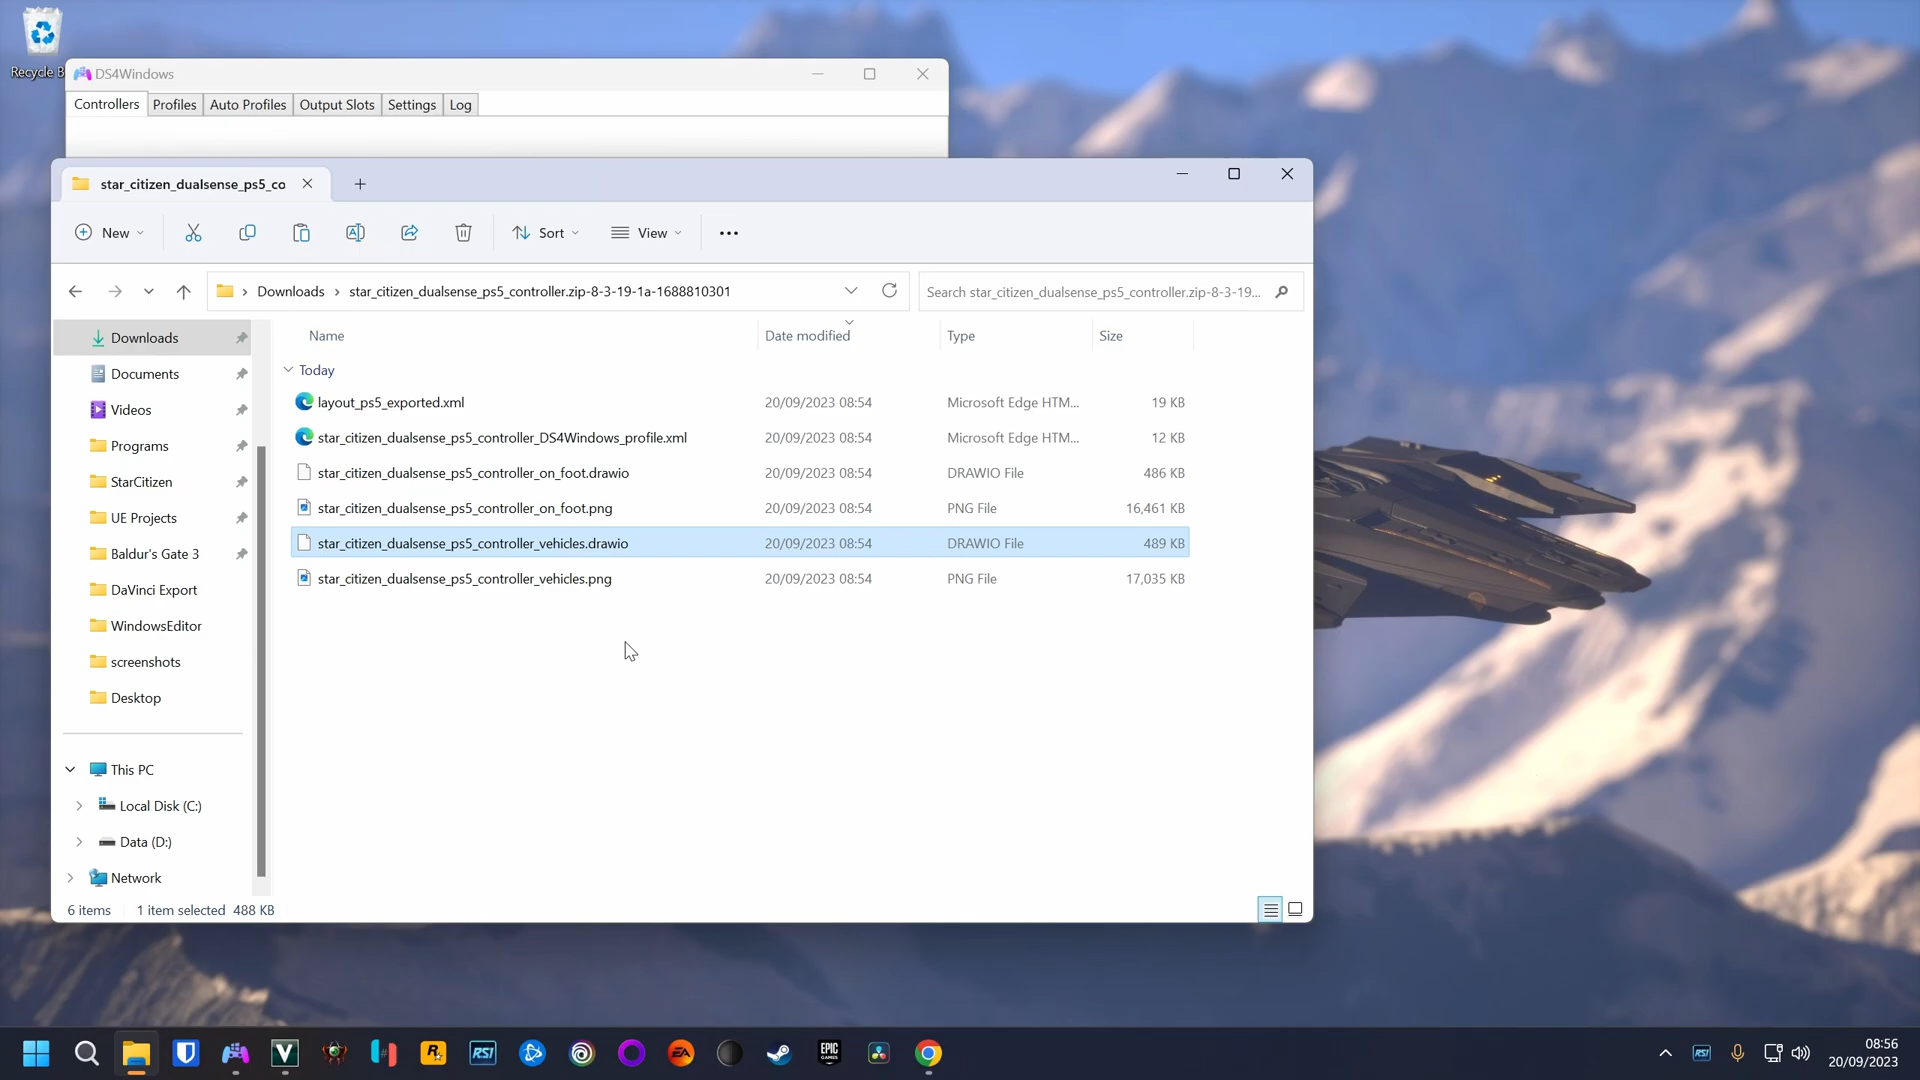 Recycle B
DS4Windows
Controllers Profiles Auto Profiles Output Slots Settings Log
star_citizen_dualsense_ps5_co
New Sort View
Downloads star_citizen_dualsense_ps5_controller.zip-8-3-19-1a-1688810301
Search star_citizen_dualsense_ps5_controller.zip-8-3-19...
Downloads
Documents
Videos
Programs
StarCitizen
UE Projects
Baldur's Gate 3
DaVinci Export
WindowsEditor
screenshots
Desktop
This PC
Local Disk (C:)
Data (D:)
Network
Name Date modified Type Size
Today
layout_ps5_exported.xml 20/09/2023 08:54 Microsoft Edge HTM... 19 KB
star_citizen_dualsense_ps5_controller_DS4Windows_profile.xml 20/09/2023 08:54 Microsoft Edge HTM... 12 KB
star_citizen_dualsense_ps5_controller_on_foot.drawio 20/09/2023 08:54 DRAWIO File 486 KB
star_citizen_dualsense_ps5_controller_on_foot.png 20/09/2023 08:54 PNG File 16,461 KB
star_citizen_dualsense_ps5_controller_vehicles.drawio 20/09/2023 08:54 DRAWIO File 489 KB
star_citizen_dualsense_ps5_controller_vehicles.png 20/09/2023 08:54 PNG File 17,035 KB
6 items 1 item selected 488 KB
V R RSI EA EPIC GAMES RSI
08:56
20/09/2023